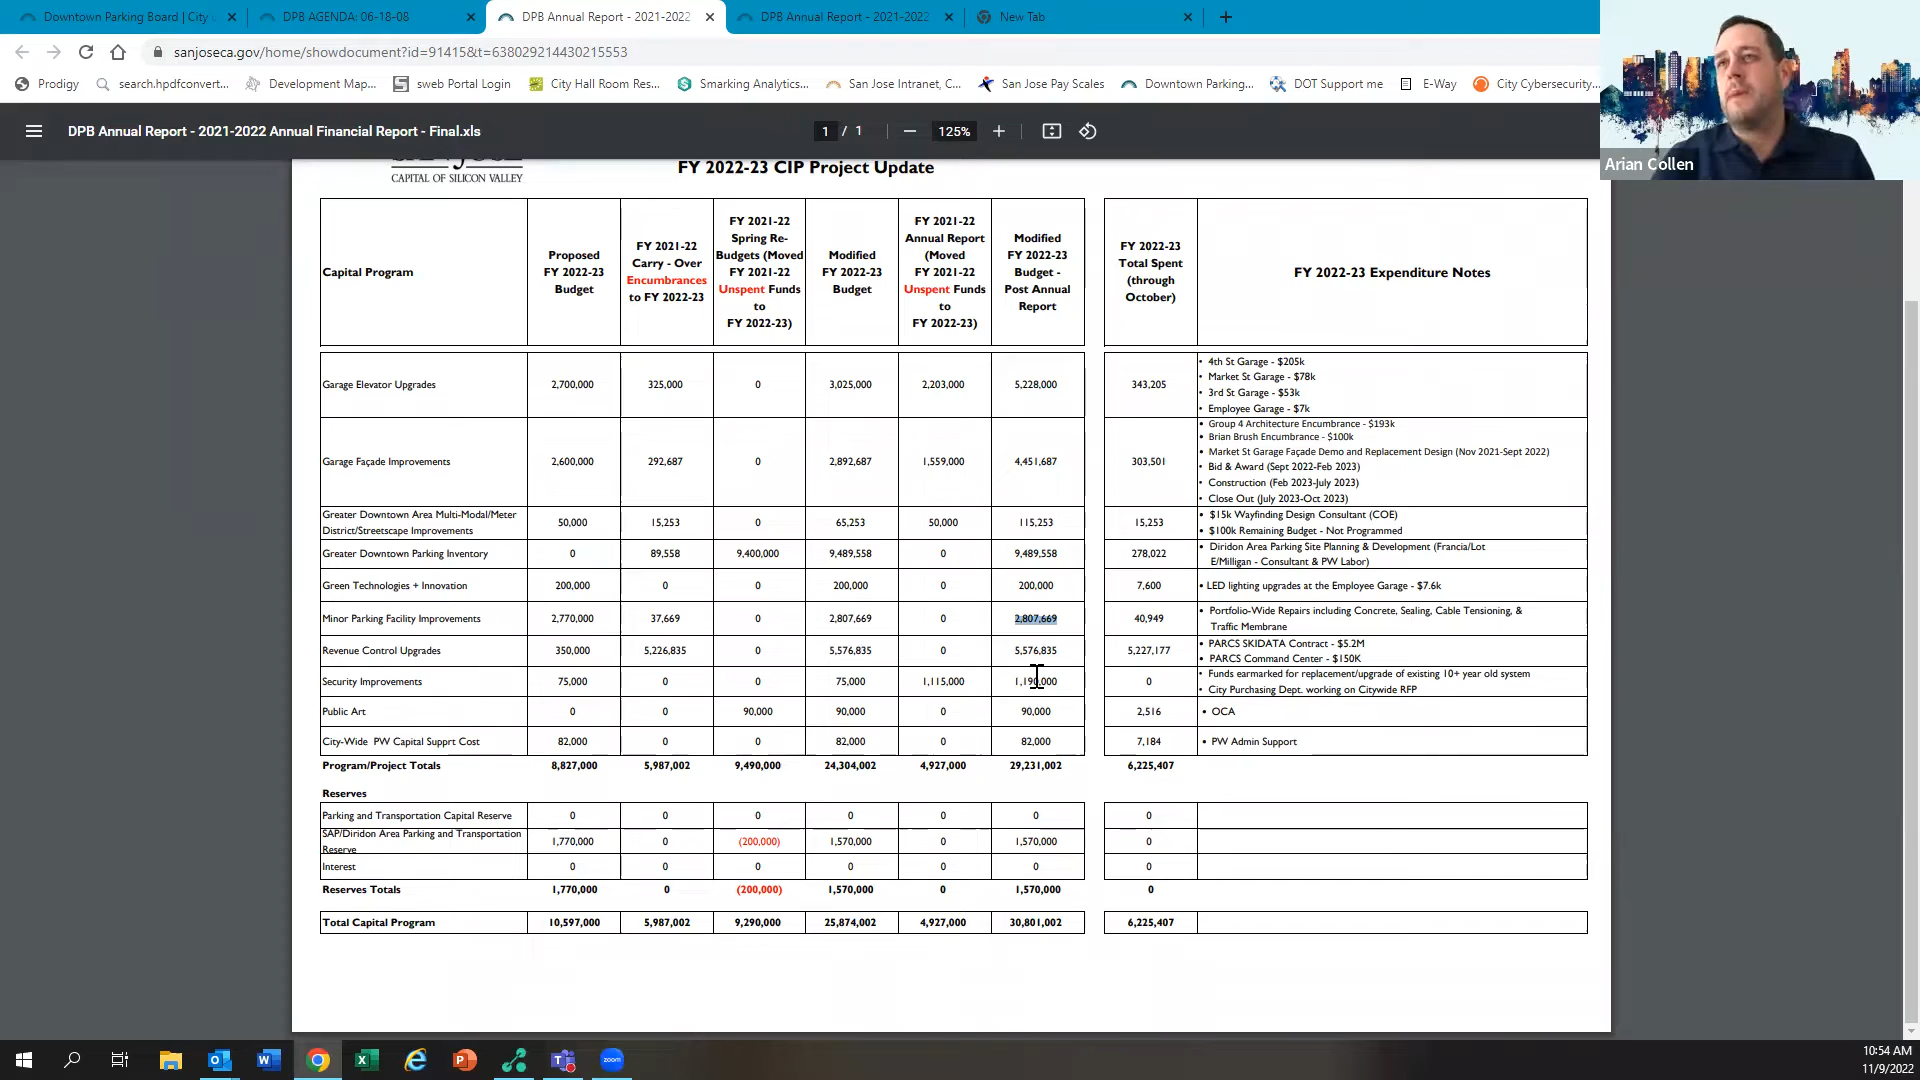 Downtown Parking Board | City
DPB AGENDA: 06-18-08
DPB Annual Report - 2021-2022
DPB Annual Report - 2021-2022
New Tab
sanjoseca.gov/home/showdocument?id=91415&t=638029214430215553
Prodigy
search.hpdfconvert...
Development Map...
sweb Portal Login
City Hall Room Res...
Smarking Analytics...
San Jose Intranet, C...
San Jose Pay Scales
Downtown Parking...
DOT Support me
E-Way
City Cybersecurity...
DPB Annual Report - 2021-2022 Annual Financial Report - Final.xls
1 / 1
125%
Arian Collen
CAPITAL OF SILICON VALLEY
FY 2022-23 CIP Project Update
Capital Program
Proposed
FY 2022-23
Budget
FY 2021-22
Carry - Over
Encumbrances
to FY 2022-23
FY 2021-22
Spring Re-
Budgets (Moved
FY 2021-22
Unspent Funds
to
FY 2022-23)
Modified
FY 2022-23
Budget
FY 2021-22
Annual Report
(Moved
FY 2021-22
Unspent Funds
to
FY 2022-23)
Modified
FY 2022-23
Budget -
Post Annual
Report
FY 2022-23
Total Spent
(through
October)
FY 2022-23 Expenditure Notes
Garage Elevator Upgrades 2,700,000 325,000 0 3,025,000 2,203,000 5,228,000 343,205
• 4th St Garage - $205k
• Market St Garage - $78k
• 3rd St Garage - $53k
• Employee Garage - $7k
Garage Façade Improvements 2,600,000 292,687 0 2,892,687 1,559,000 4,451,687 303,501
• Group 4 Architecture Encumbrance - $193k
• Brian Brush Encumbrance - $100k
• Market St Garage Façade Demo and Replacement Design (Nov 2021-Sept 2022)
• Bid & Award (Sept 2022-Feb 2023)
• Construction (Feb 2023-July 2023)
• Close Out (July 2023-Oct 2023)
Greater Downtown Area Multi-Modal/Meter
District/Streetscape Improvements
50,000 15,253 0 65,253 50,000 115,253 15,253
• $15k Wayfinding Design Consultant (COE)
• $100k Remaining Budget - Not Programmed
Greater Downtown Parking Inventory 0 89,558 9,400,000 9,489,558 0 9,489,558 278,022
• Diridon Area Parking Site Planning & Development (Francia/Lot
E/Milligan - Consultant & PW Labor)
Green Technologies + Innovation 200,000 0 0 200,000 0 200,000 7,600
• LED lighting upgrades at the Employee Garage - $7.6k
Minor Parking Facility Improvements 2,770,000 37,669 0 2,807,669 0 2,807,669 40,949
• Portfolio-Wide Repairs including Concrete, Sealing, Cable Tensioning, &
Traffic Membrane
Revenue Control Upgrades 350,000 5,226,835 0 5,576,835 0 5,576,835 5,227,177
• PARCS SKIDATA Contract - $5.2M
• PARCS Command Center - $150K
Security Improvements 75,000 0 0 75,000 1,115,000 1,190,000 0
• Funds earmarked for replacement/upgrade of existing 10+ year old system
• City Purchasing Dept. working on Citywide RFP
Public Art 0 0 90,000 90,000 0 90,000 2,516 • OCA
City-Wide PW Capital Supprt Cost 82,000 0 0 82,000 0 82,000 7,184 • PW Admin Support
Program/Project Totals 8,827,000 5,987,002 9,490,000 24,304,002 4,927,000 29,231,002 6,225,407
Reserves
Parking and Transportation Capital Reserve 0 0 0 0 0 0 0
SAP/Diridon Area Parking and Transportation
Reserve
1,770,000 0 (200,000) 1,570,000 0 1,570,000 0
Interest 0 0 0 0 0 0 0
Reserves Totals 1,770,000 0 (200,000) 1,570,000 0 1,570,000 0
Total Capital Program 10,597,000 5,987,002 9,290,000 25,874,002 4,927,000 30,801,002 6,225,407
zoom
10:54 AM
11/9/2022